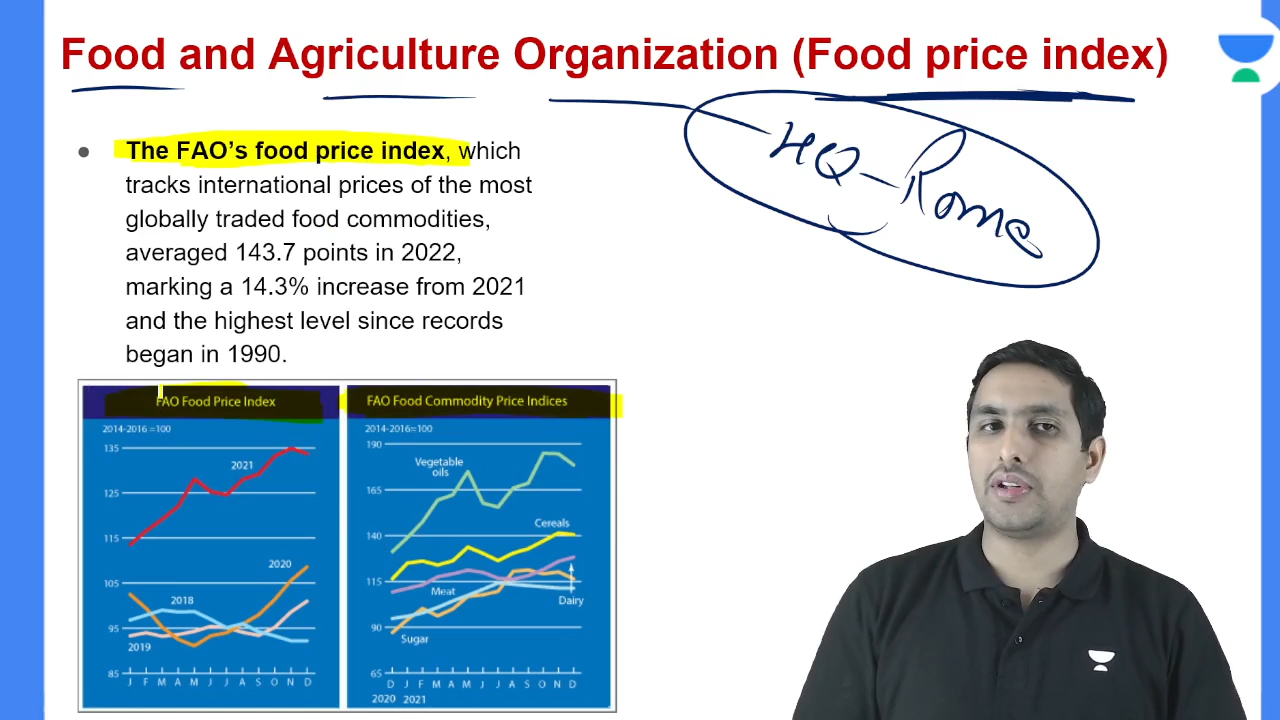 Food and Agriculture Organization (Food price index)
HQ-Rome
● The FAO's food price index, which
tracks international prices of the most
globally traded food commodities,
averaged 143.7 points in 2022,
marking a 14.3% increase from 2021
and the highest level since records
began in 1990.
FAO Food Price Index
2014-2016 =100
135
125
115
105
95
85
2021
2020
2018
2019
J F M A M J J A S O N D
FAO Food Commodity Price Indices
2014-2016=100
190
165
140
115
90
65
Vegetable
oils
Cereals
Meat
Dairy
Sugar
D J F M A M J J A S O N D
2020 2021